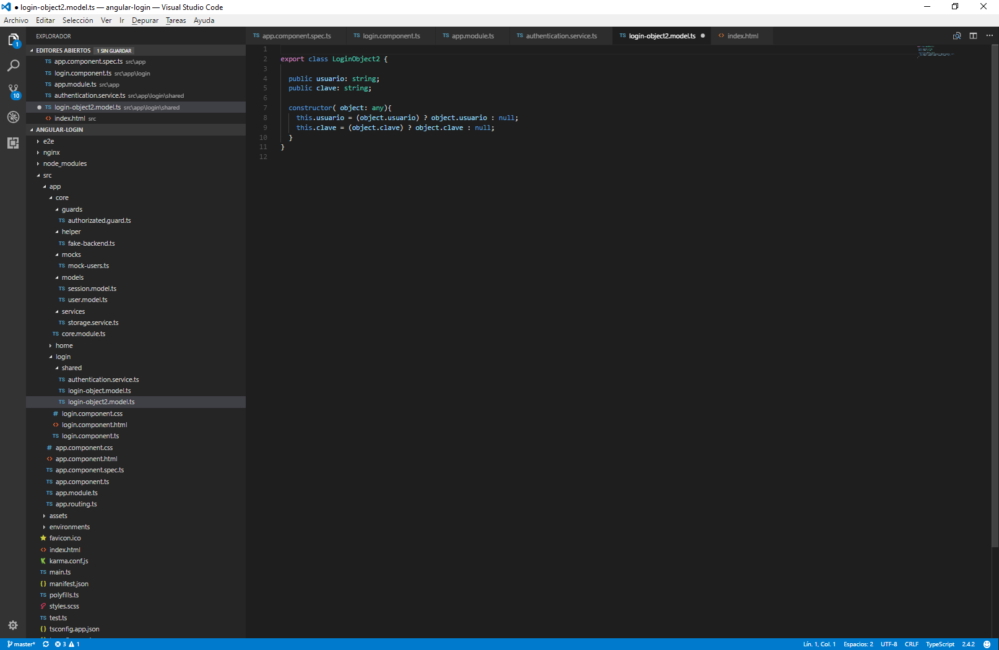 ● login-object2.model.ts — angular-login — Visual Studio Code
Archivo Editar Selección Ver Ir Depurar Tareas Ayuda
EXPLORADOR
EDITORES ABIERTOS 1 SIN GUARDAR
TS app.component.spec.ts src\app
TS login.component.ts src\app\login
TS app.module.ts src\app
TS authentication.service.ts src\app\login\shared
● TS login-object2.model.ts src\app\login\shared
<> index.html src
ANGULAR-LOGIN
e2e
nginx
node_modules
src
app
core
guards
TS authorizated.guard.ts
helper
TS fake-backend.ts
mocks
TS mock-users.ts
models
TS session.model.ts
TS user.model.ts
services
TS storage.service.ts
TS core.module.ts
home
login
shared
TS authentication.service.ts
TS login-object.model.ts
TS login-object2.model.ts
# login.component.css
<> login.component.html
TS login.component.ts
# app.component.css
<> app.component.html
TS app.component.spec.ts
TS app.component.ts
TS app.module.ts
TS app.routing.ts
assets
environments
favicon.ico
<> index.html
karma.conf.js
TS main.ts
{} manifest.json
TS polyfills.ts
styles.scss
TS test.ts
{} tsconfig.app.json
1
10
TS app.component.spec.ts TS login.component.ts TS app.module.ts TS authentication.service.ts TS login-object2.model.ts ● <> index.html
1
2 export class LoginObject2 {
3
4 public usuario: string;
5 public clave: string;
6
7 constructor( object: any){
8 this.usuario = (object.usuario) ? object.usuario : null;
9 this.clave = (object.clave) ? object.clave : null;
10 }
11 }
12
master* 3 1 Lín. 1, Col. 1 Espacios: 2 UTF-8 CRLF TypeScript 2.4.2